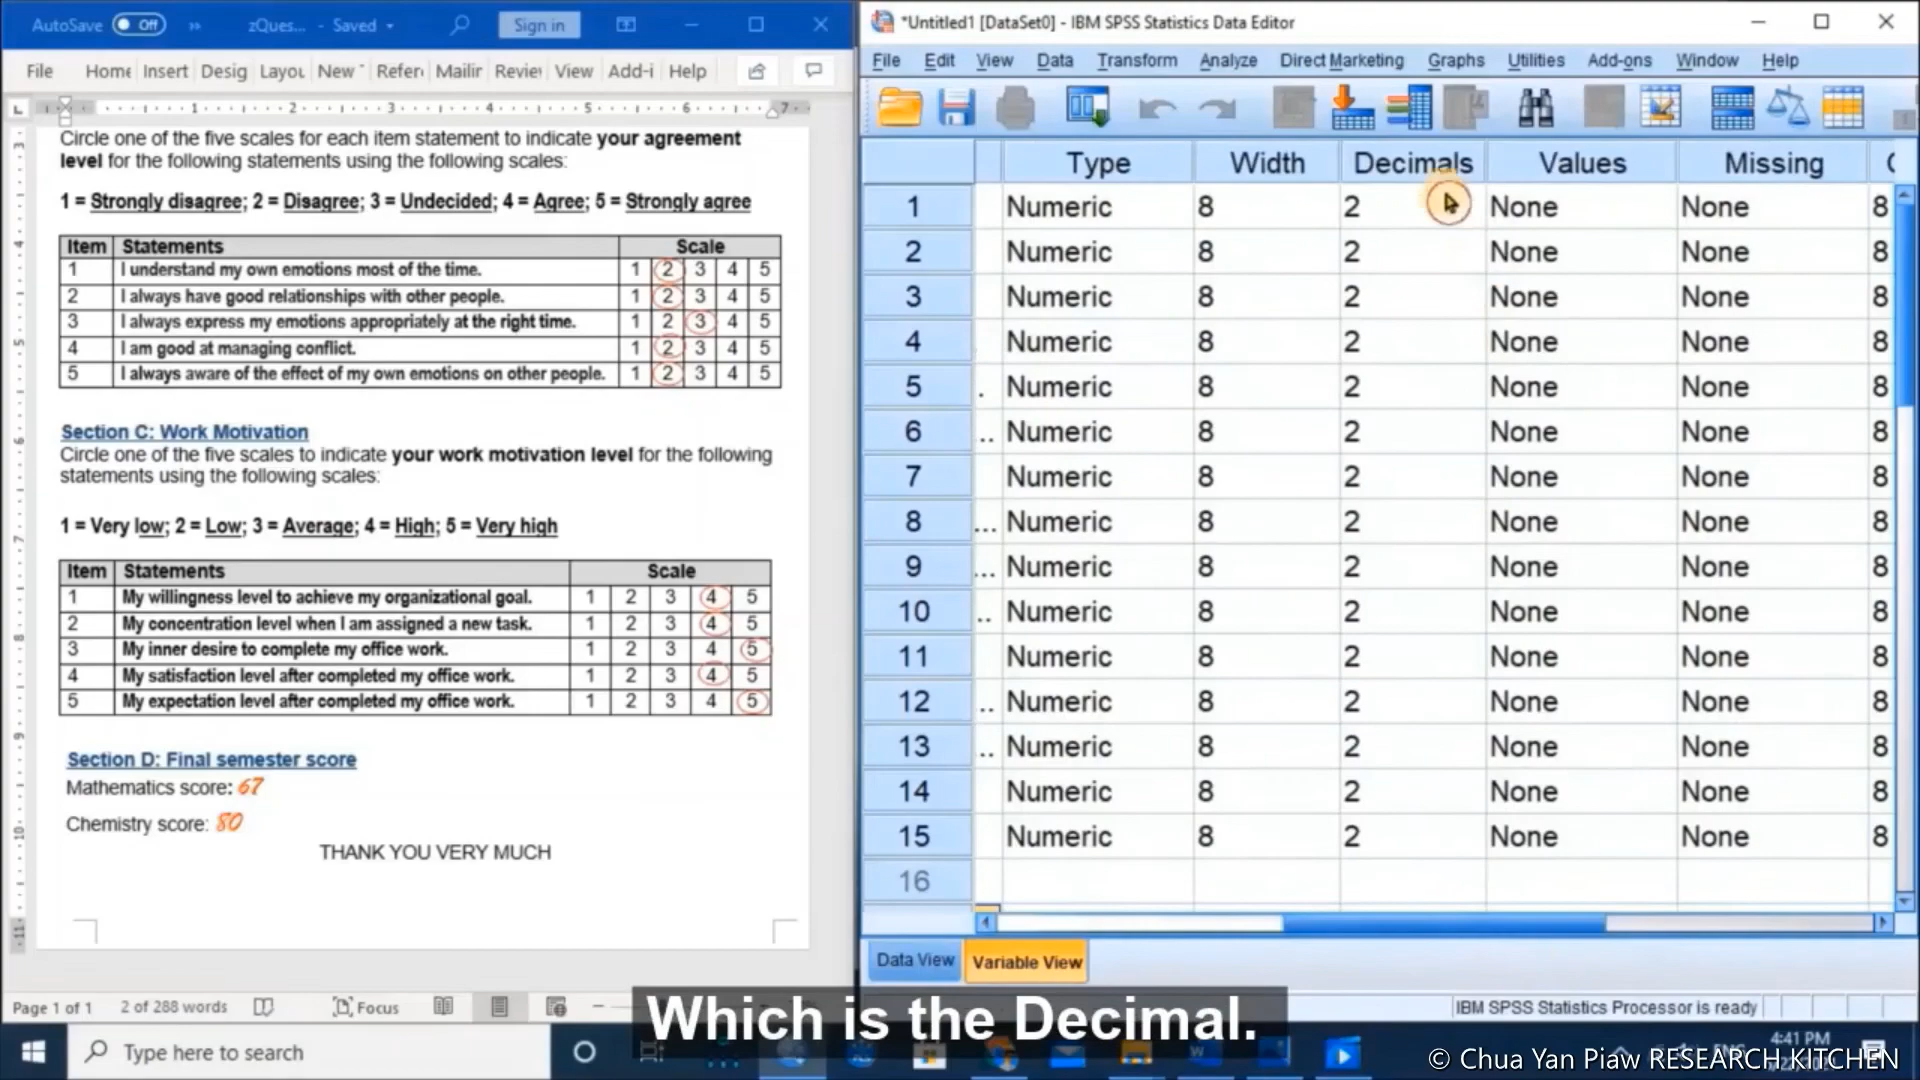 AutoSave Off
zQues... - Saved
Sign in
File Home Insert Desig Layou New Refere Mailin Review View Add-i Help
Circle one of the five scales for each item statement to indicate your agreement
level for the following statements using the following scales:
1 = Strongly disagree; 2 = Disagree; 3 = Undecided; 4 = Agree; 5 = Strongly agree
Item Statements Scale
1 I understand my own emotions most of the time. 1 2 3 4 5
2 I always have good relationships with other people. 1 2 3 4 5
3 I always express my emotions appropriately at the right time. 1 2 3 4 5
4 I am good at managing conflict. 1 2 3 4 5
5 I always aware of the effect of my own emotions on other people. 1 2 3 4 5
Section C: Work Motivation
Circle one of the five scales to indicate your work motivation level for the following
statements using the following scales:
1 = Very low; 2 = Low; 3 = Average; 4 = High; 5 = Very high
Item Statements Scale
1 My willingness level to achieve my organizational goal. 1 2 3 4 5
2 My concentration level when I am assigned a new task. 1 2 3 4 5
3 My inner desire to complete my office work. 1 2 3 4 5
4 My satisfaction level after completed my office work. 1 2 3 4 5
5 My expectation level after completed my office work. 1 2 3 4 5
Section D: Final semester score
Mathematics score: 67
Chemistry score: 80
THANK YOU VERY MUCH
Page 1 of 1 2 of 288 words Focus
*Untitled1 [DataSet0] - IBM SPSS Statistics Data Editor
File Edit View Data Transform Analyze Direct Marketing Graphs Utilities Add-ons Window Help
Type Width Decimals Values Missing
1 Numeric 8 2 None None 8
2 Numeric 8 2 None None 8
3 Numeric 8 2 None None 8
4 Numeric 8 2 None None 8
5 . Numeric 8 2 None None 8
6 .. Numeric 8 2 None None 8
7 Numeric 8 2 None None 8
8 ... Numeric 8 2 None None 8
9 ... Numeric 8 2 None None 8
10 .. Numeric 8 2 None None 8
11 Numeric 8 2 None None 8
12 .. Numeric 8 2 None None 8
13 .. Numeric 8 2 None None 8
14 Numeric 8 2 None None 8
15 Numeric 8 2 None None 8
16
Data View Variable View
IBM SPSS Statistics Processor is ready
Which is the Decimal.
Type here to search
4:41 PM
© Chua Yan Piaw RESEARCH KITCHEN